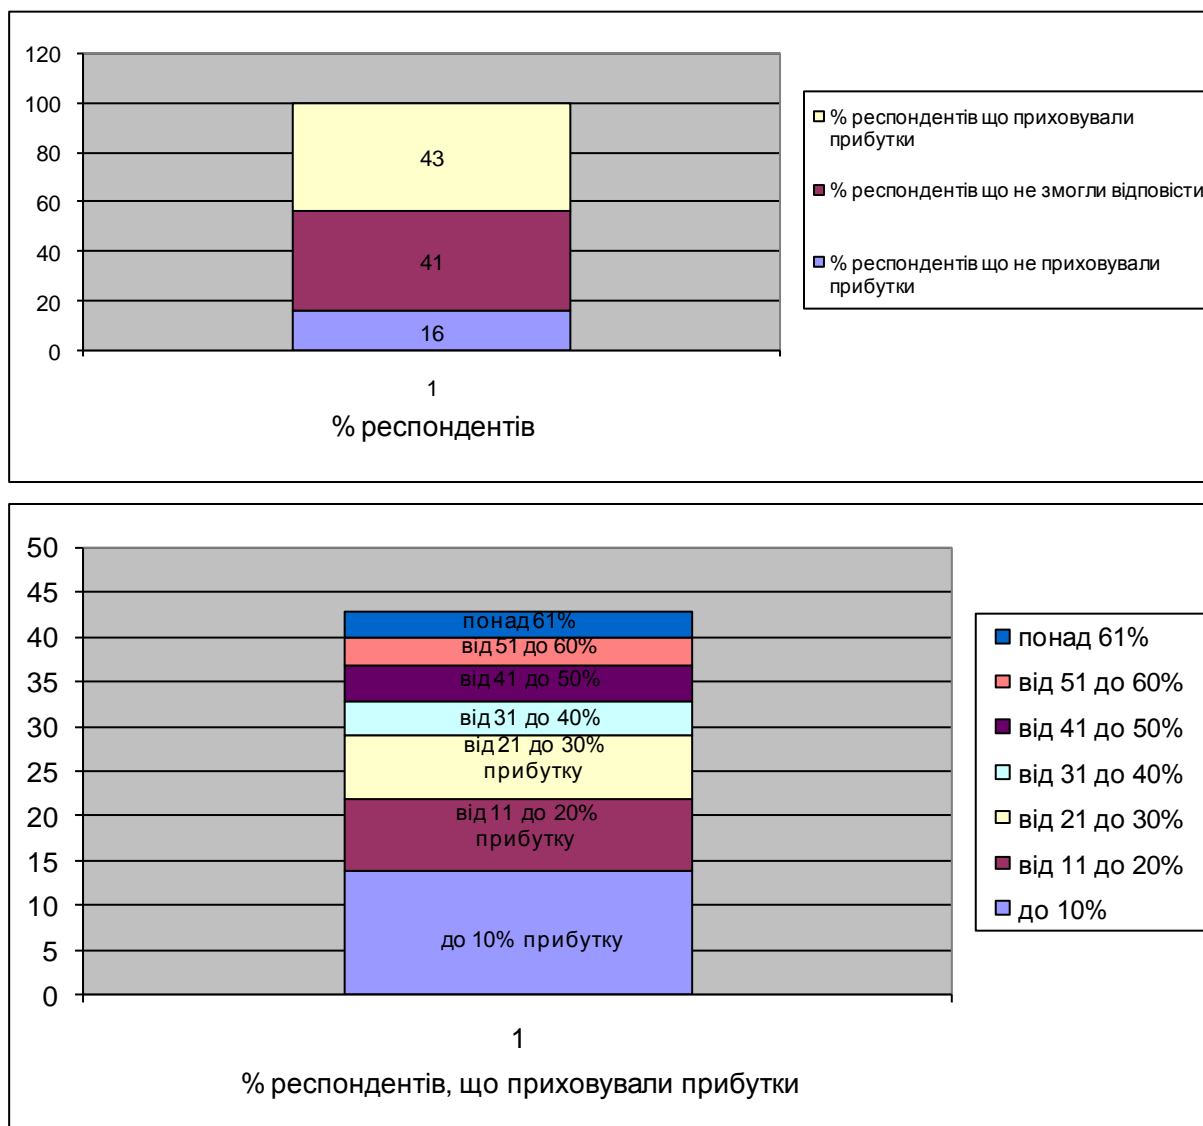 120
100
80
60
40
20
0
43
41
16
1
% респондентів
% респондентів що приховували
прибутки
% респондентів що не змогли відповісти
% респондентів що не приховували
прибутки
50
45
40
35
30
25
20
15
10
5
0
понад 61%
від 51 до 60%
від 41 до 50%
від 31 до 40%
від 21 до 30%
прибутку
від 11 до 20%
прибутку
до 10% прибутку
1
% респондентів, що приховували прибутки
понад 61%
від 51 до 60%
від 41 до 50%
від 31 до 40%
від 21 до 30%
від 11 до 20%
до 10%